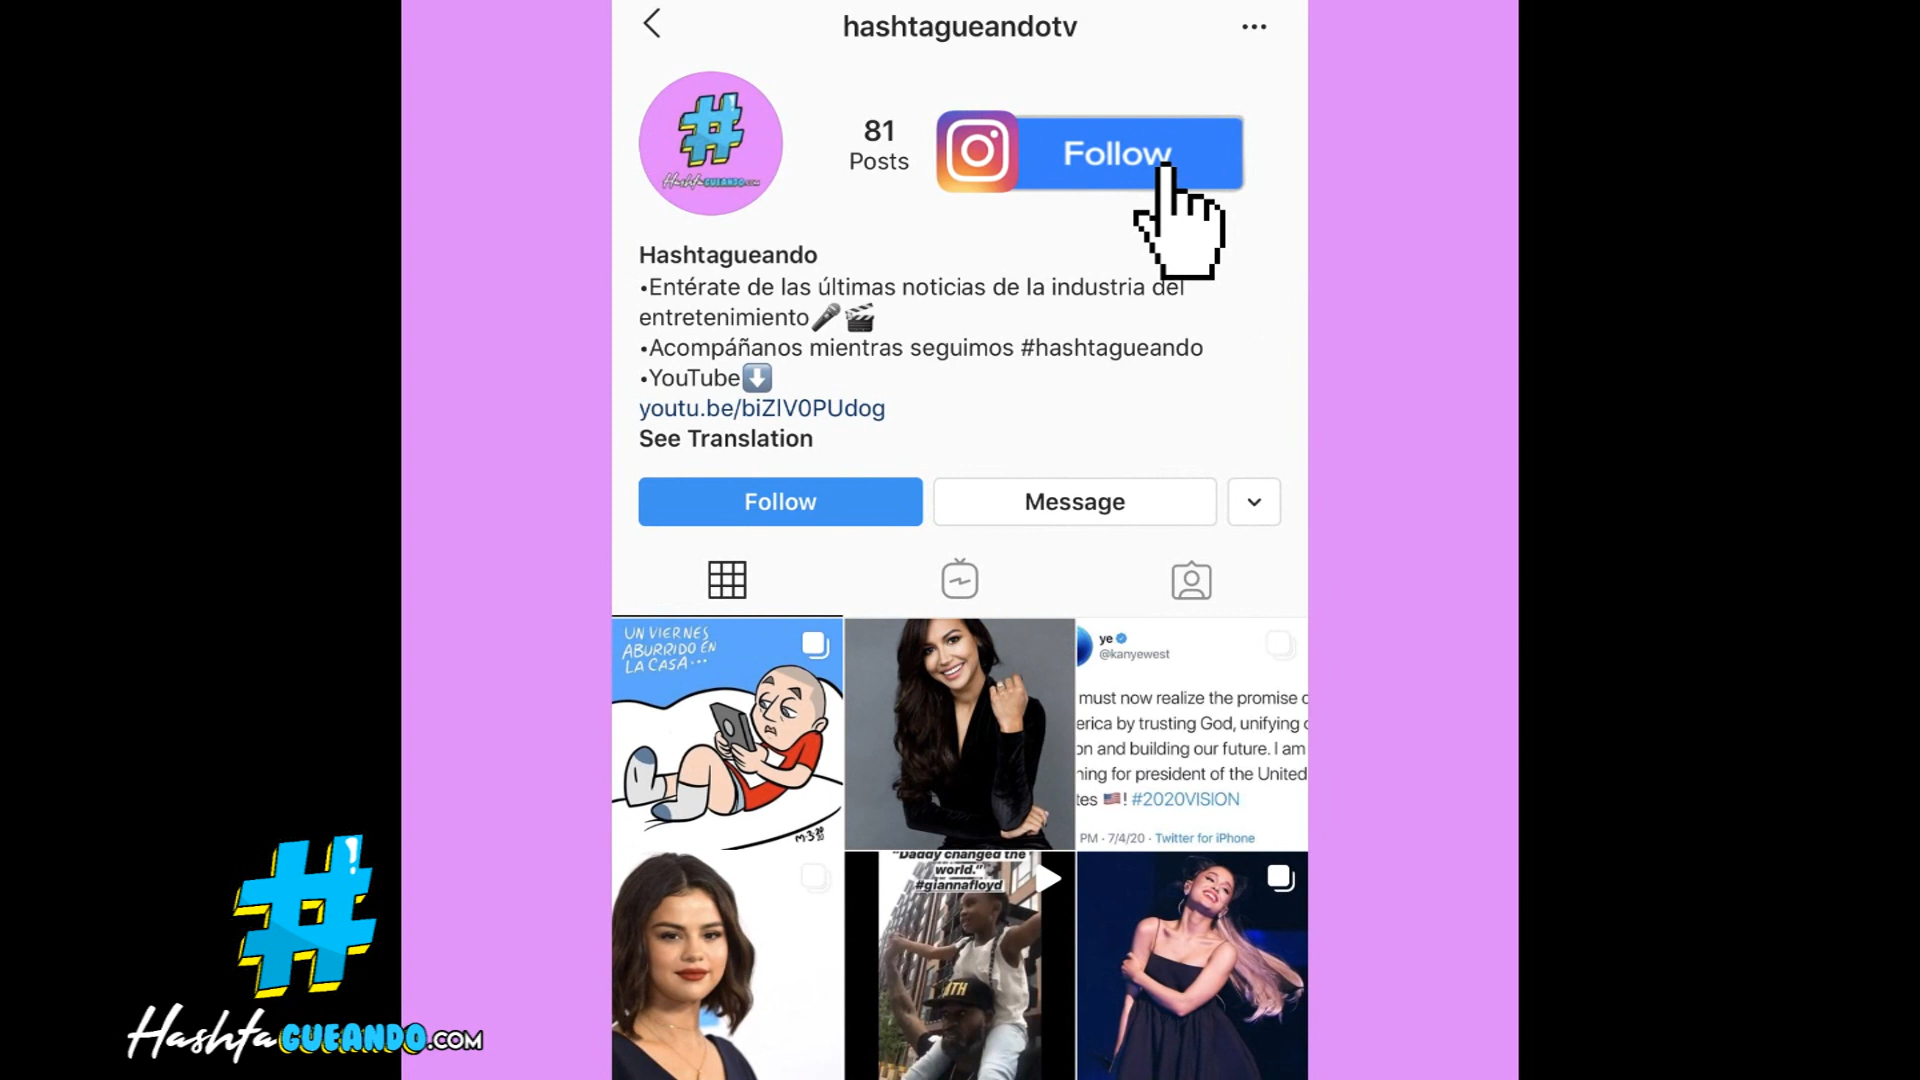 hashtagueandotv
HashtaGUEANDO.COM
81
Posts
Follow
Hashtagueando
•Entérate de las últimas noticias de la industria del
entretenimiento
•Acompáñanos mientras seguimos #hashtagueando
•YouTube
youtu.be/biZlV0PUdog
See Translation
Follow
Message
UN VIERNES
ABURRIDO EN
LA CASA...
ye
@kanyewest
must now realize the promise
erica by trusting God, unifying
on and building our future. I am
ning for president of the United
tes ! #2020VISION
PM · 7/4/20 · Twitter for iPhone
"Daddy changed the
world."
#giannafloyd
HashtaGUEANDO.COM